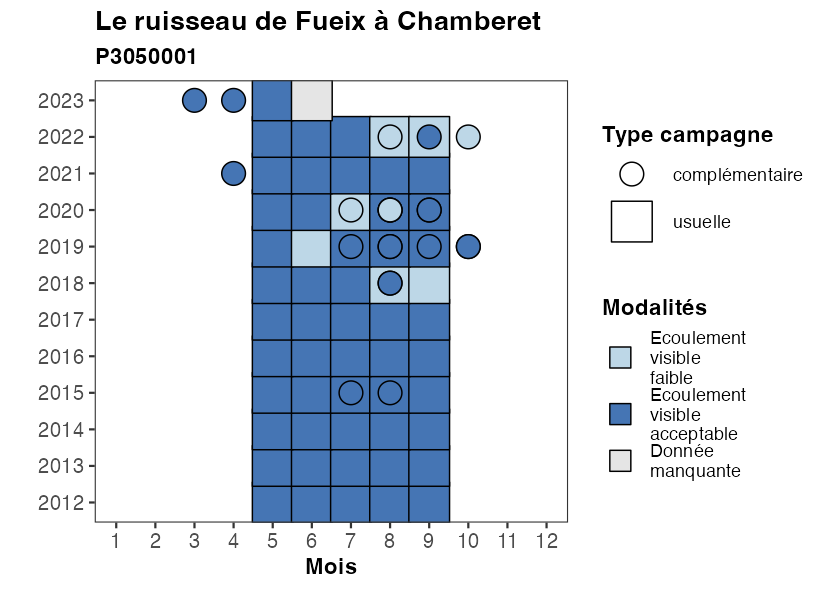 Le ruisseau de Fueix à Chamberet
P3050001
2023
2022
2021
2020
2019
2018
2017
2016
2015
2014
2013
2012
1 2 3 4 5 6 7 8 9 10 11 12
Mois
Type campagne
complémentaire
usuelle
Modalités
Ecoulement
visible
faible
Ecoulement
visible
acceptable
Donnée
manquante